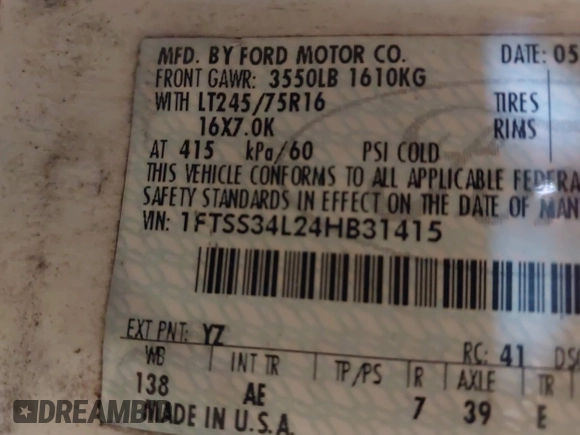 MFD. BY FORD MOTOR CO. DATE: 05
FRONT GAWR: 3550LB 1610KG
WITH LT245/75R16 TIRES
16X7.0K RIMS
AT 415 kPa/60 PSI COLD
THIS VEHICLE CONFORMS TO ALL APPLICABLE FEDERA
SAFETY STANDARDS IN EFFECT ON THE DATE OF MAN
VIN: 1FTSS34L24HB31415
EXT PNT: YZ RC: 41 DS
WB INT TR TP/PS R AXLE TR
138 AE 7 39 E
MADE IN U.S.A.
DREAMBID